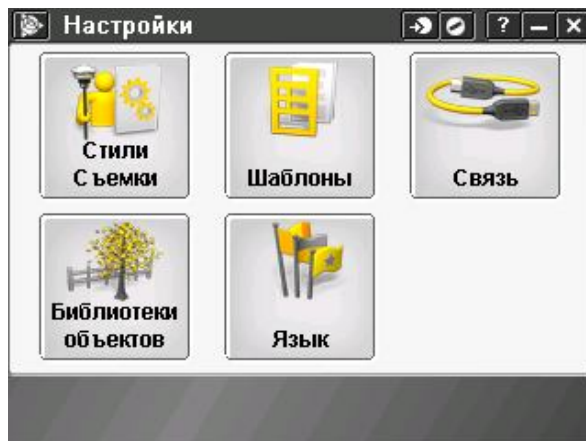 Настройки
?
Стили
Съемки
Шаблоны
Связь
Библиотеки
объектов
Язык